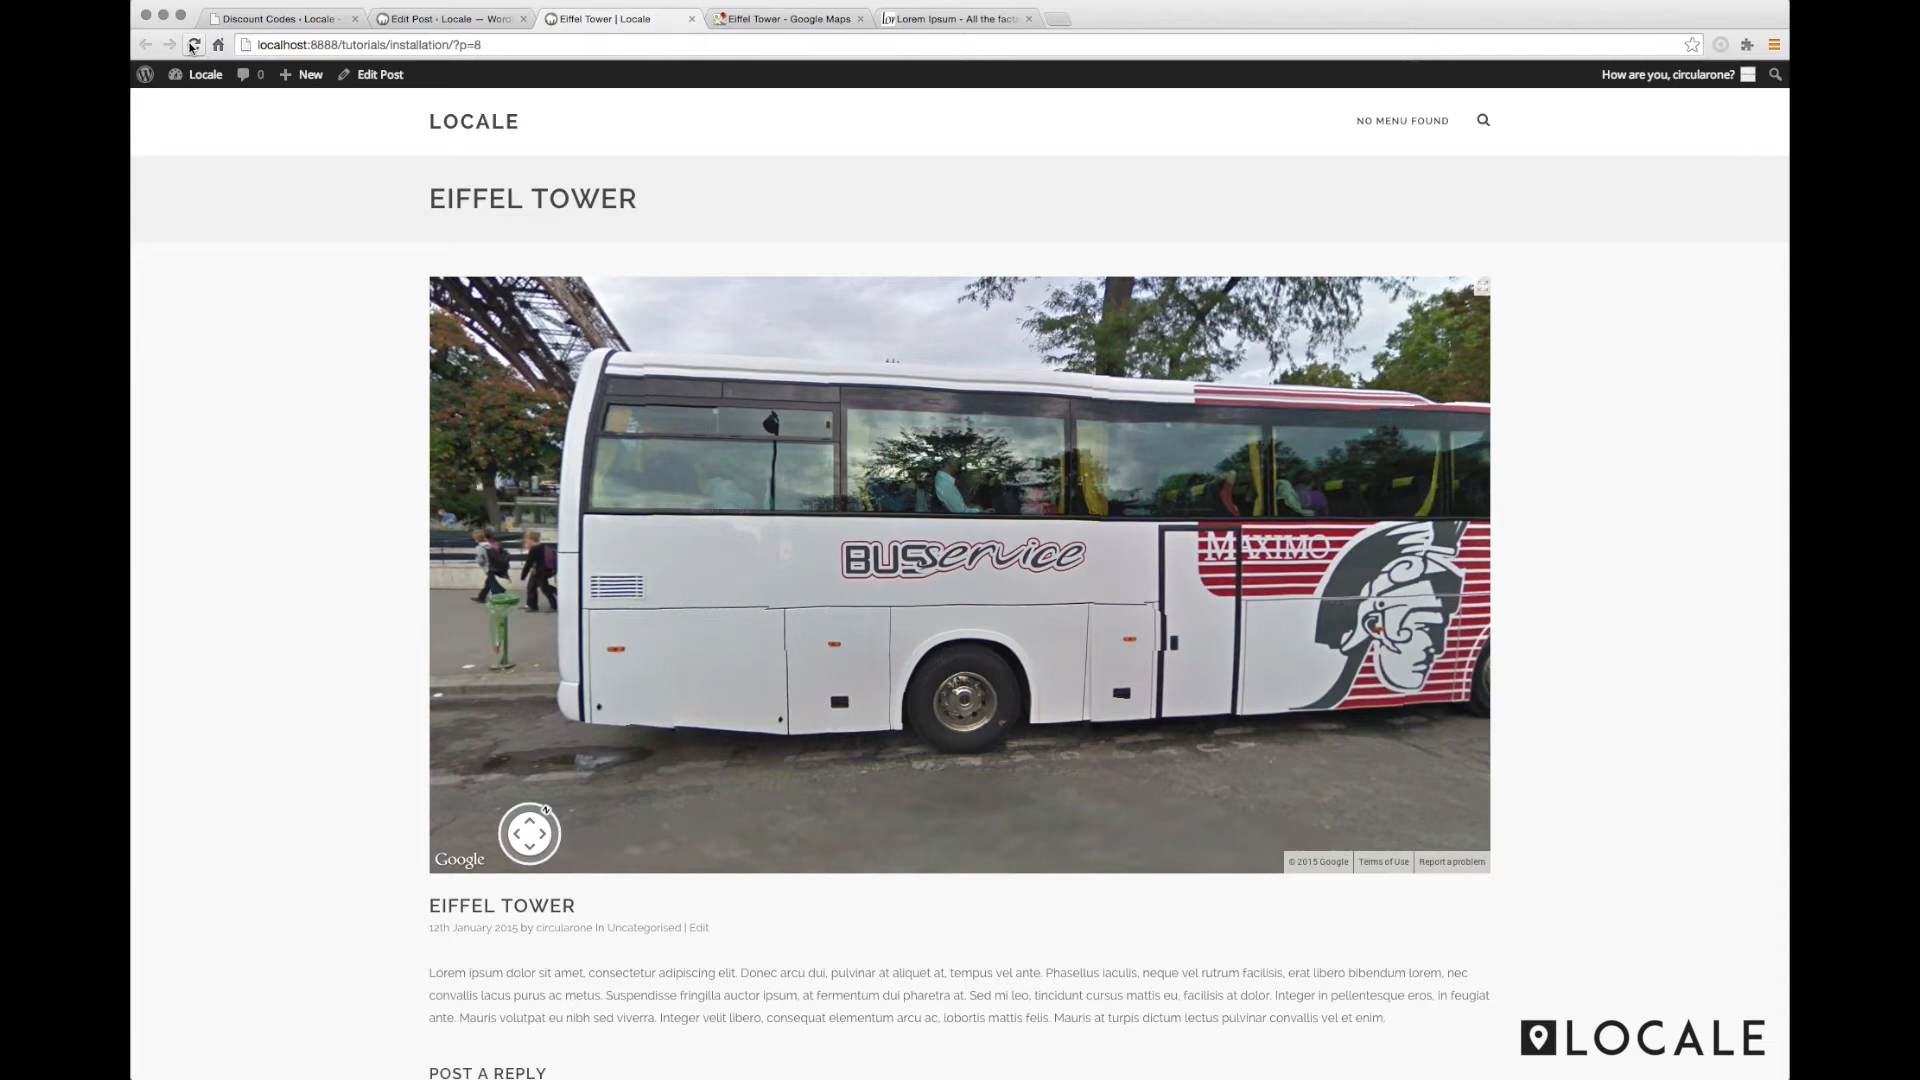 Discount Codes ‹ Locale -
Edit Post ‹ Locale — Word
Eiffel Tower | Locale
Eiffel Tower - Google Maps
Lorem Ipsum - All the facts
localhost:8888/tutorials/installation/?p=8
Locale
0
New
Edit Post
How are you, circularone?
LOCALE
NO MENU FOUND
EIFFEL TOWER
BUSservice
MAXIMO
N
Google
© 2015 Google
Terms of Use
Report a problem
EIFFEL TOWER
12th January 2015 by circularone In Uncategorised | Edit
Lorem ipsum dolor sit amet, consectetur adipiscing elit. Donec arcu dui, pulvinar at aliquet at, tempus vel ante. Phasellus iaculis, neque vel rutrum facilisis, erat libero bibendum lorem, nec
convallis lacus purus ac metus. Suspendisse fringilla auctor ipsum, at fermentum dui pharetra at. Sed mi leo, tincidunt cursus mattis eu, facilisis at dolor. Integer in pellentesque eros, in feugiat
ante. Mauris volutpat eu nibh sed viverra. Integer velit libero, consequat elementum arcu ac, lobortis mattis felis. Mauris at turpis dictum lectus pulvinar convallis vel et enim.
POST A REPLY
LOCALE